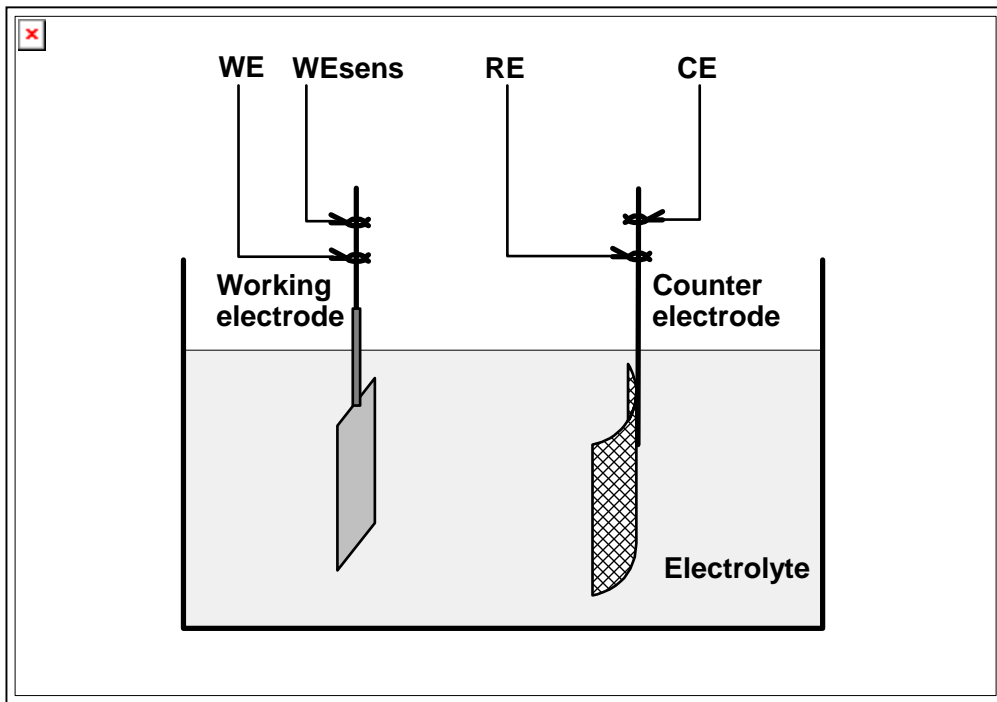 WE WEsens RE CE
Working
electrode
Counter
electrode
Electrolyte